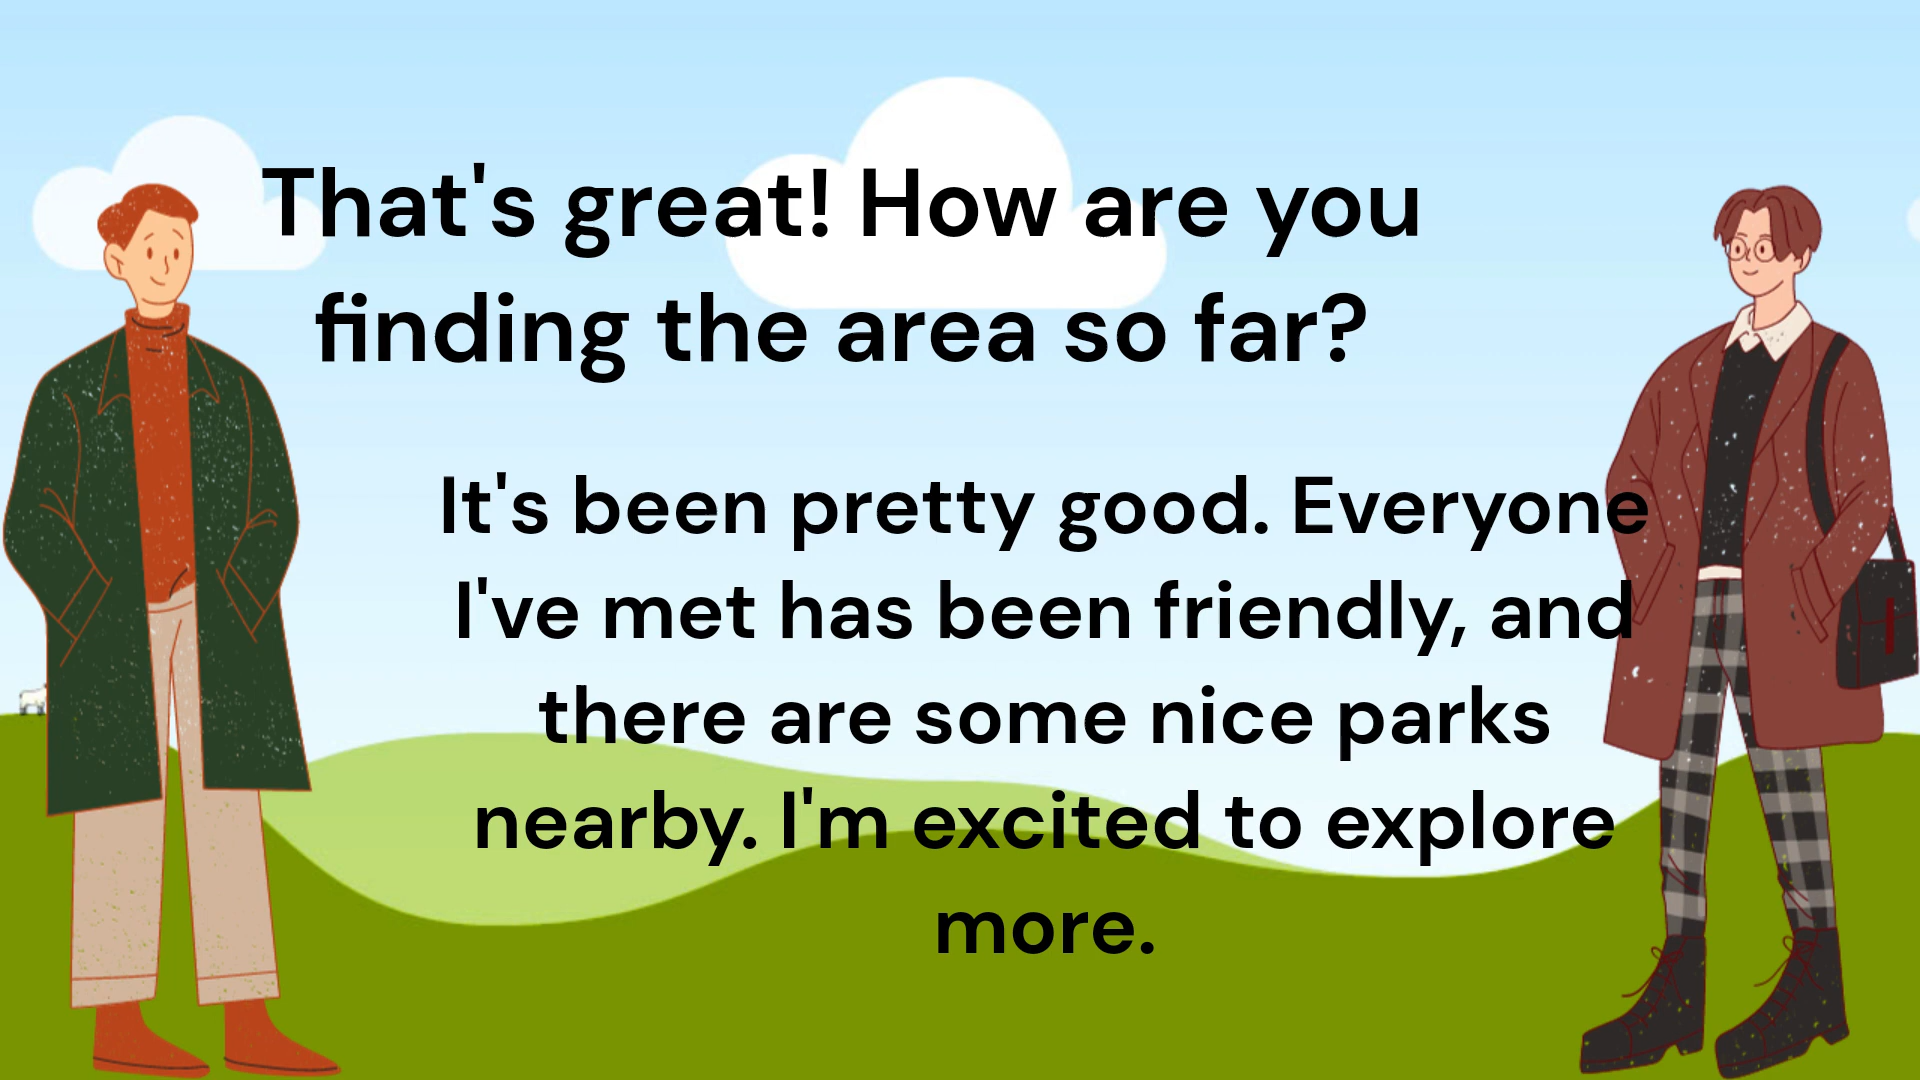 That's great! How are you
finding the area so far?
It's been pretty good. Everyone
I've met has been friendly, and
there are some nice parks
nearby. I'm excited to explore
more.